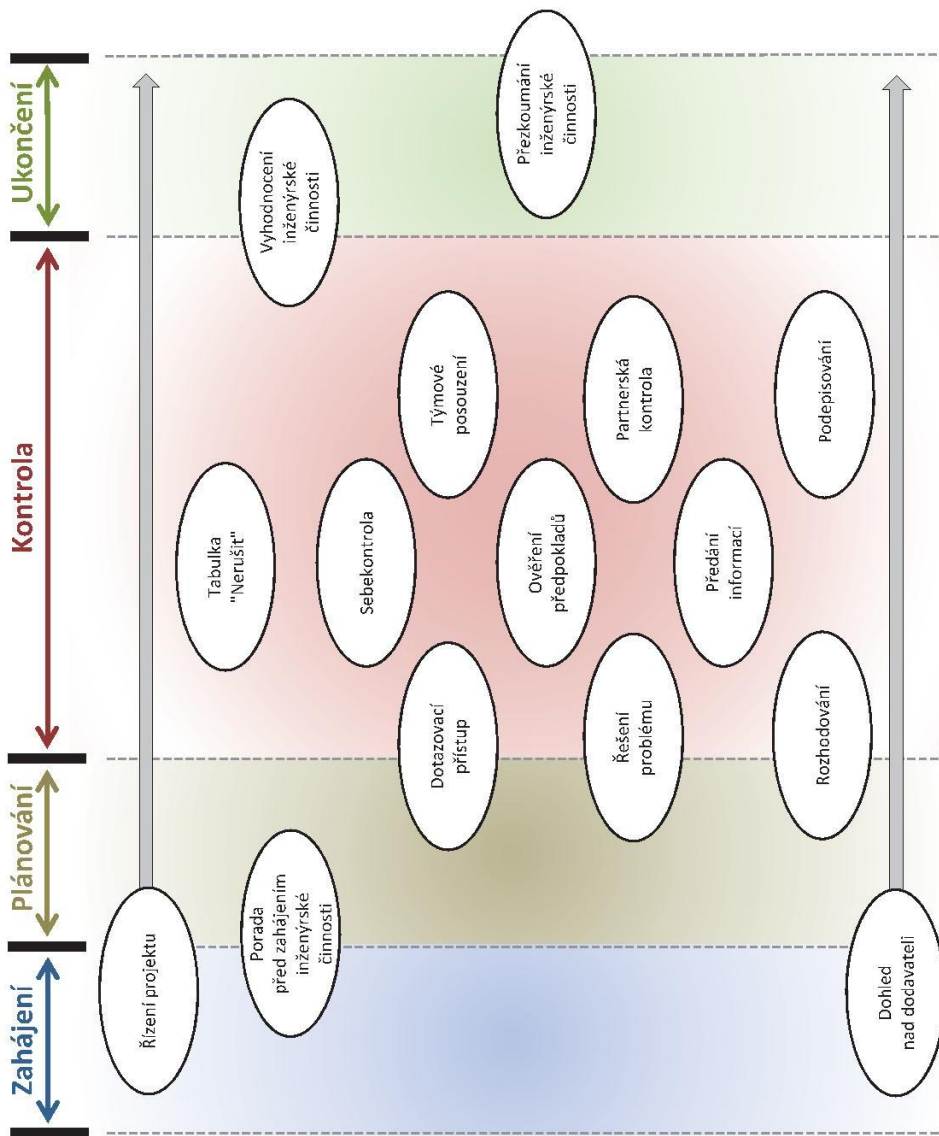 Zahájení
Plánování
Kontrola
Ukončení
Řízení projektu
Porada
před zahájením
inženýrské
činnosti
Vyhodnocení
inženýrské
činnosti
Tabulka
"Nerušit"
Sebekontrola
Dotazovací
přístup
Týmové
posouzení
Ověření
předpokladů
Přezkoumání
inženýrské
činnosti
Řešení
problému
Partnerská
kontrola
Předání
informací
Rozhodování
Podepisování
Dohled
nad dodavateli